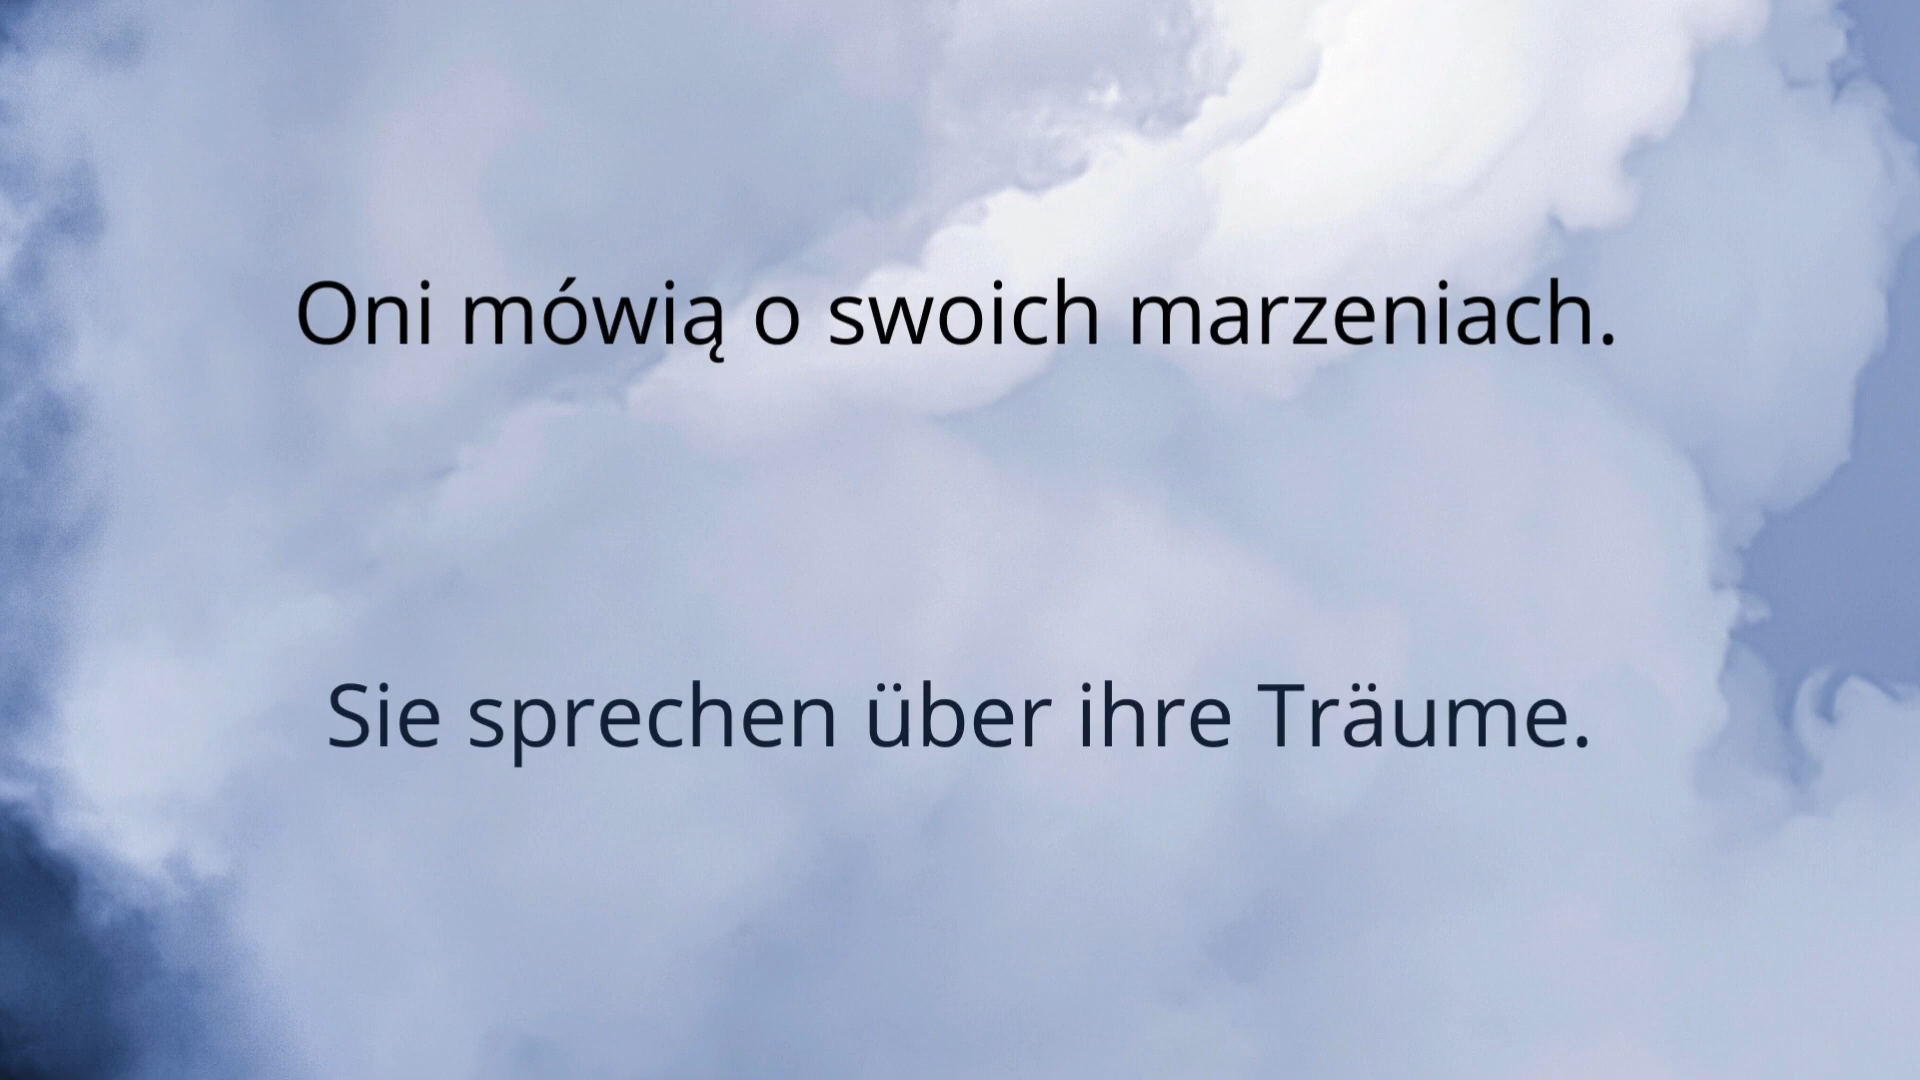 Oni mówią o swoich marzeniach.
Sie sprechen über ihre Träume.